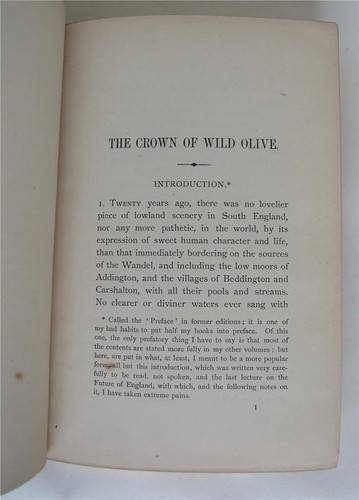 THE CROWN OF WILD OLIVE.
INTRODUCTION.*
1. TWENTY years ago, there was no lovelier
piece of lowland scenery in South England,
nor any more pathetic, in the world, by its
expression of sweet human character and life,
than that immediately bordering on the sources
of the Wandel, and including the low moors of
Addington, and the villages of Beddington and
Carshalton, with all their pools and streams.
No clearer or diviner waters ever sang with
* Called the ‘Preface’ in former editions; it is one of
my bad habits to put half my books into preface. Of this
one, the only prefatory thing I have to say is that most of
the contents are stated more fully in my other volumes; but
here, are put in what, at least, I meant to be a more popular
form, all but this introduction, which was written very care-
fully to be read, not spoken, and the last lecture on the
Future of England, with which, and the following notes on
it, I have taken extreme pains.
1